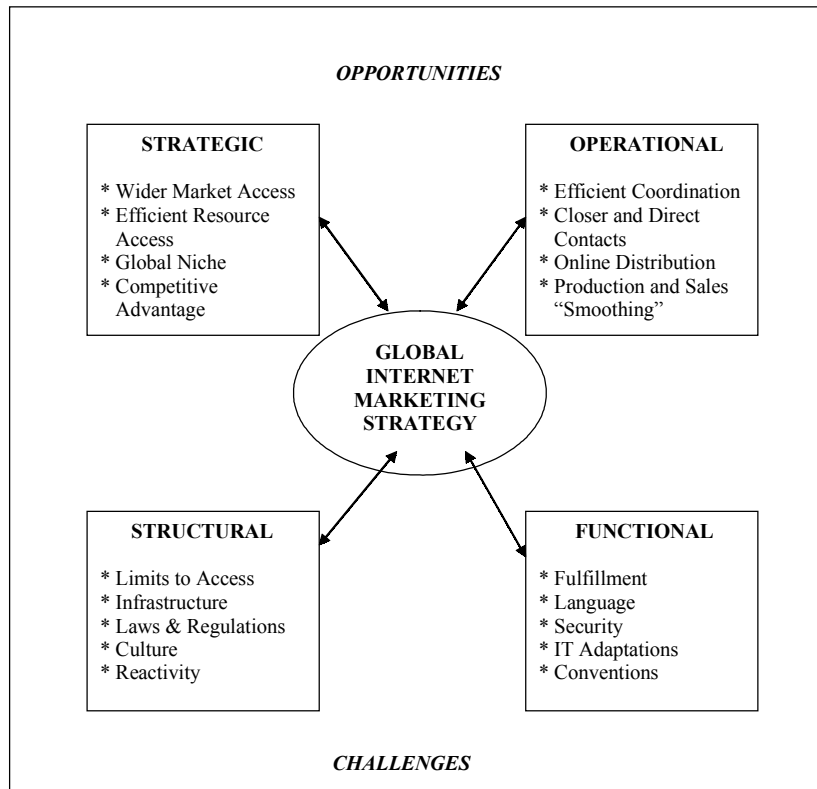 OPPORTUNITIES
STRATEGIC
* Wider Market Access
* Efficient Resource
Access
* Global Niche
* Competitive
Advantage
OPERATIONAL
* Efficient Coordination
* Closer and Direct
Contacts
* Online Distribution
* Production and Sales
“Smoothing”
GLOBAL
INTERNET
MARKETING
STRATEGY
STRUCTURAL
* Limits to Access
* Infrastructure
* Laws & Regulations
* Culture
* Reactivity
FUNCTIONAL
* Fulfillment
* Language
* Security
* IT Adaptations
* Conventions
CHALLENGES